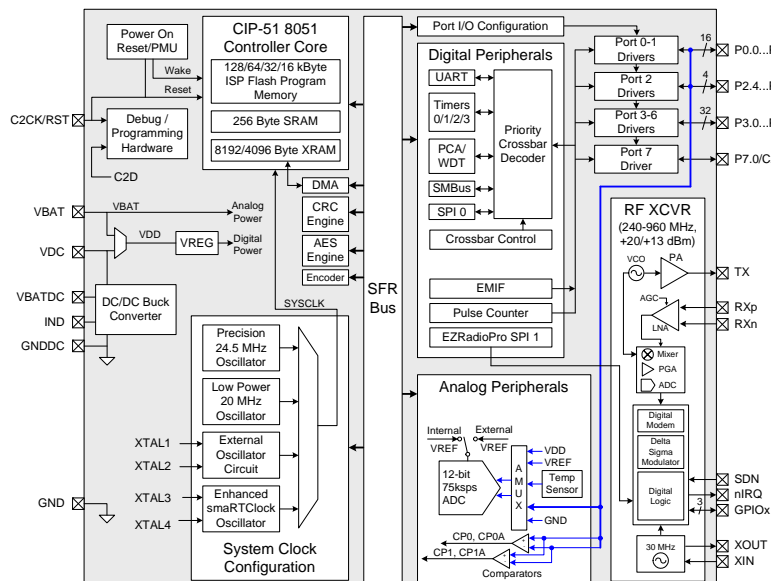 Power On
Reset/PMU
Wake
Reset
C2CK/RST
Debug /
Programming
Hardware
C2D
VBAT
VBAT
Analog
Power
VDC
VDD
VREG
Digital
Power
VBATDC
IND
GNDDC
DC/DC Buck
Converter
XTAL1
XTAL2
XTAL3
XTAL4
GND
CIP-51 8051
Controller Core
128/64/32/16 kByte
ISP Flash Program
Memory
256 Byte SRAM
8192/4096 Byte XRAM
DMA
CRC
Engine
AES
Engine
Encoder
SYSCLK
Precision
24.5 MHz
Oscillator
Low Power
20 MHz
Oscillator
External
Oscillator
Circuit
Enhanced
smaRTClock
Oscillator
System Clock
Configuration
SFR
Bus
Port I/O Configuration
Digital Peripherals
UART
Timers
0/1/2/3
PCA/
WDT
SMBus
SPI 0
Priority
Crossbar
Decoder
Crossbar Control
EMIF
Pulse Counter
EZRadioPro SPI 1
Port 0-1
Drivers
Port 2
Drivers
Port 3-6
Drivers
Port 7
Driver
16
4
32
P0.0...
P2.4...
P3.0...
P7.0/C
Analog Peripherals
Internal
VREF
External
VREF
12-bit
75ksps
ADC
A
M
U
X
VDD
VREF
Temp
Sensor
GND
CP0, CP0A
CP1, CP1A
+
-
+
-
Comparators
RF XCVR
(240-960 MHz,
+20/+13 dBm)
VCO
PA
TX
AGC
LNA
RXp
RXn
Mixer
PGA
ADC
Digital
Modem
Delta
Sigma
Modulator
Digital
Logic
SDN
nIRQ
3
GPIOx
30 MHz
XOUT
XIN